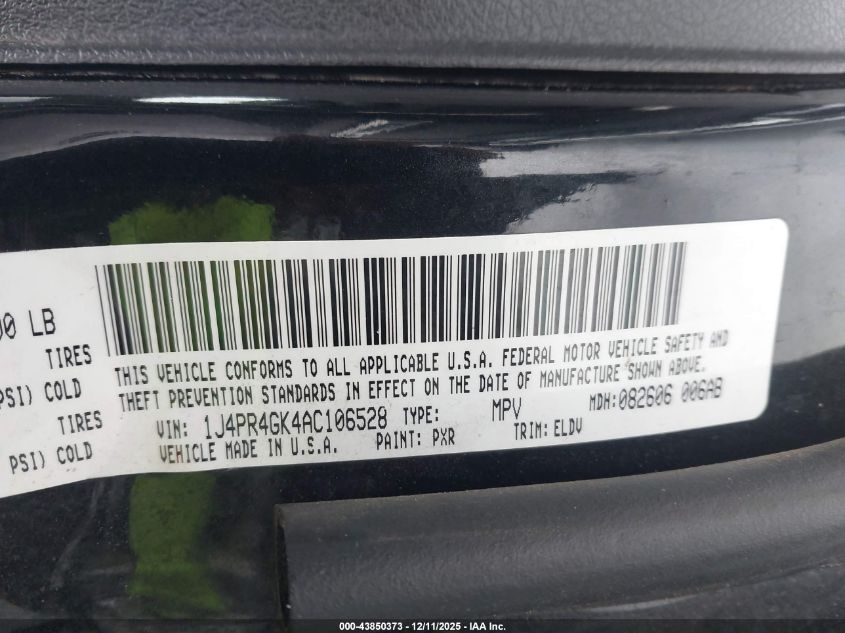 00 LB
TIRES
PSI) COLD
TIRES
PSI) COLD
THIS VEHICLE CONFORMS TO ALL APPLICABLE U.S.A. FEDERAL MOTOR VEHICLE SAFETY AND
THEFT PREVENTION STANDARDS IN EFFECT ON THE DATE OF MANUFACTURE SHOWN ABOVE.
VIN: 1J4PR4GK4AC106528 TYPE: MPV MDH:082606 006AB
VEHICLE MADE IN U.S.A. PAINT: PXR TRIM: ELDV
000-43850373 - 12/11/2025 - IAA Inc.